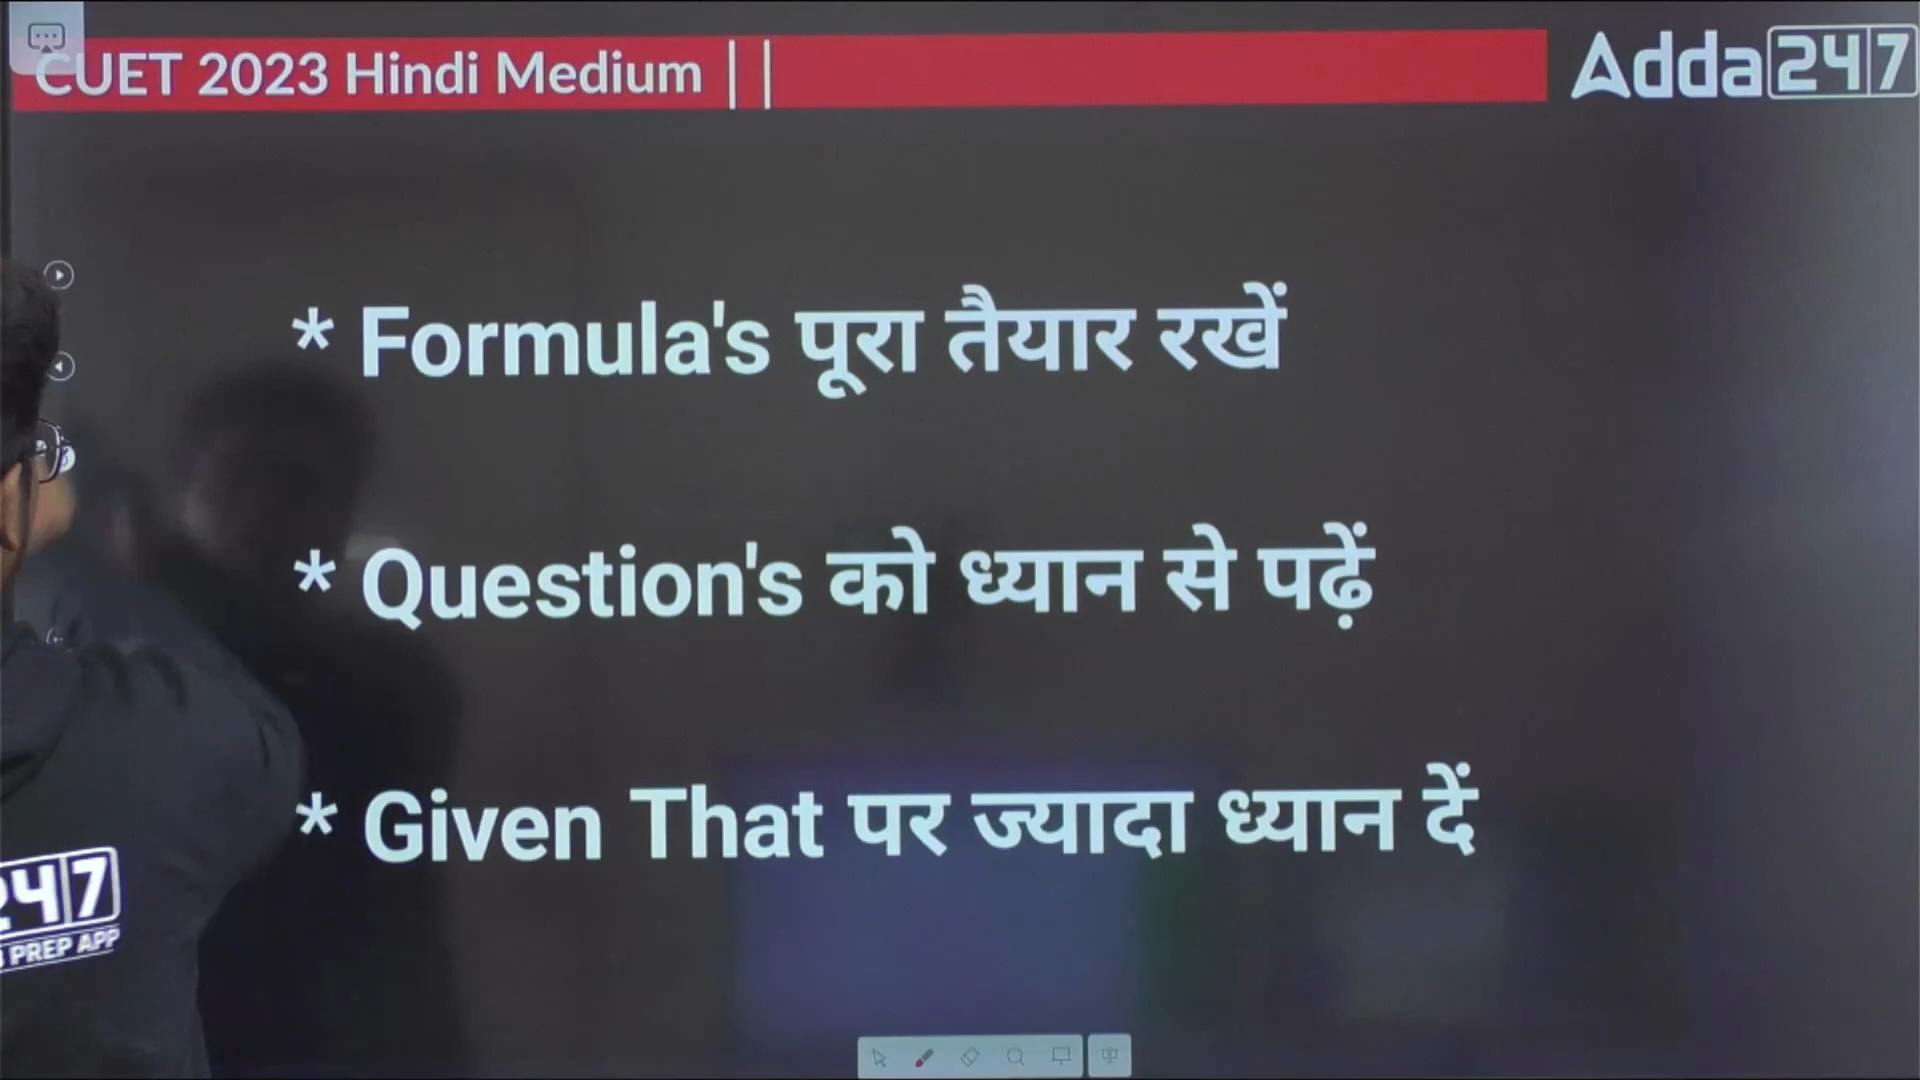 CUET 2023 Hindi Medium ||
Adda247
* Formula's पूरा तैयार रखें
* Question's को ध्यान से पढ़ें
* Given That पर ज्यादा ध्यान दें
247
PREP APP